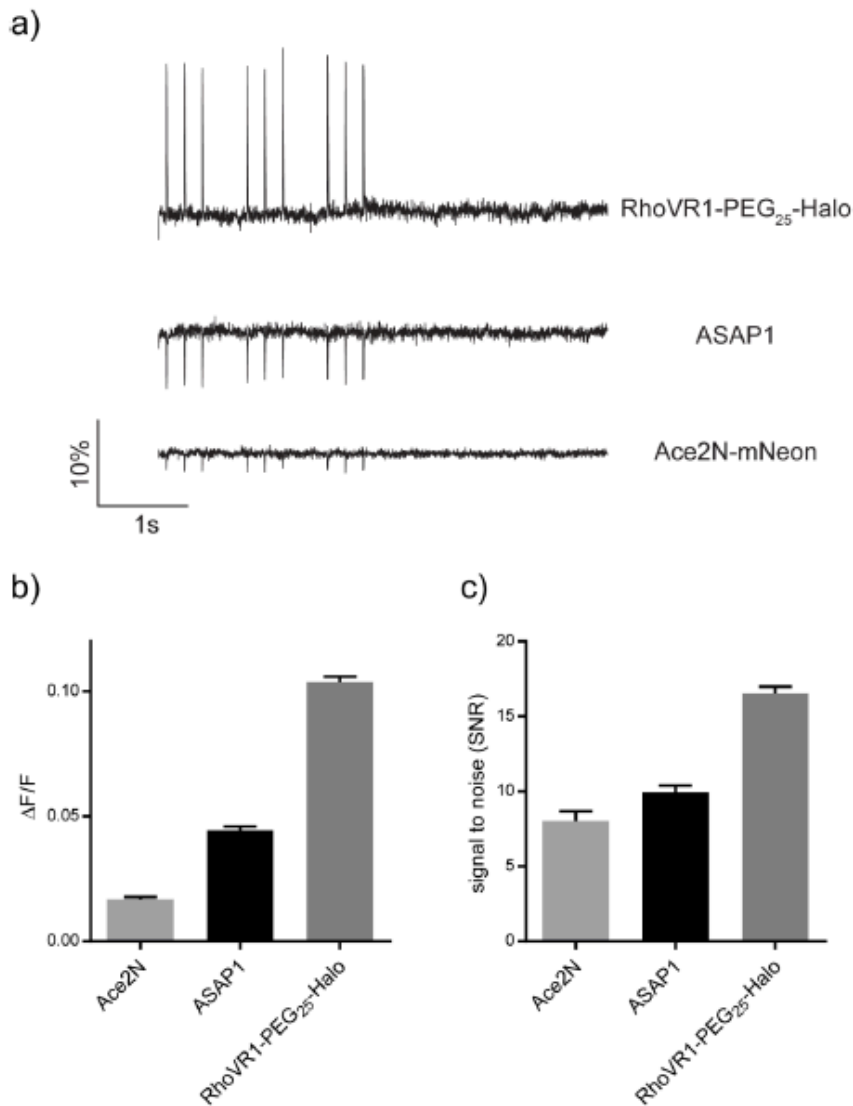 a)
RhoVR1-PEG25-Halo
ASAP1
Ace2N-mNeon
10%
1s
b)
0.10
0.05
0.00
ΔF/F
Ace2N
ASAP1
RhoVR1-PEG25-Halo
c)
20
15
10
5
0
signal to noise (SNR)
Ace2N
ASAP1
RhoVR1-PEG25-Halo